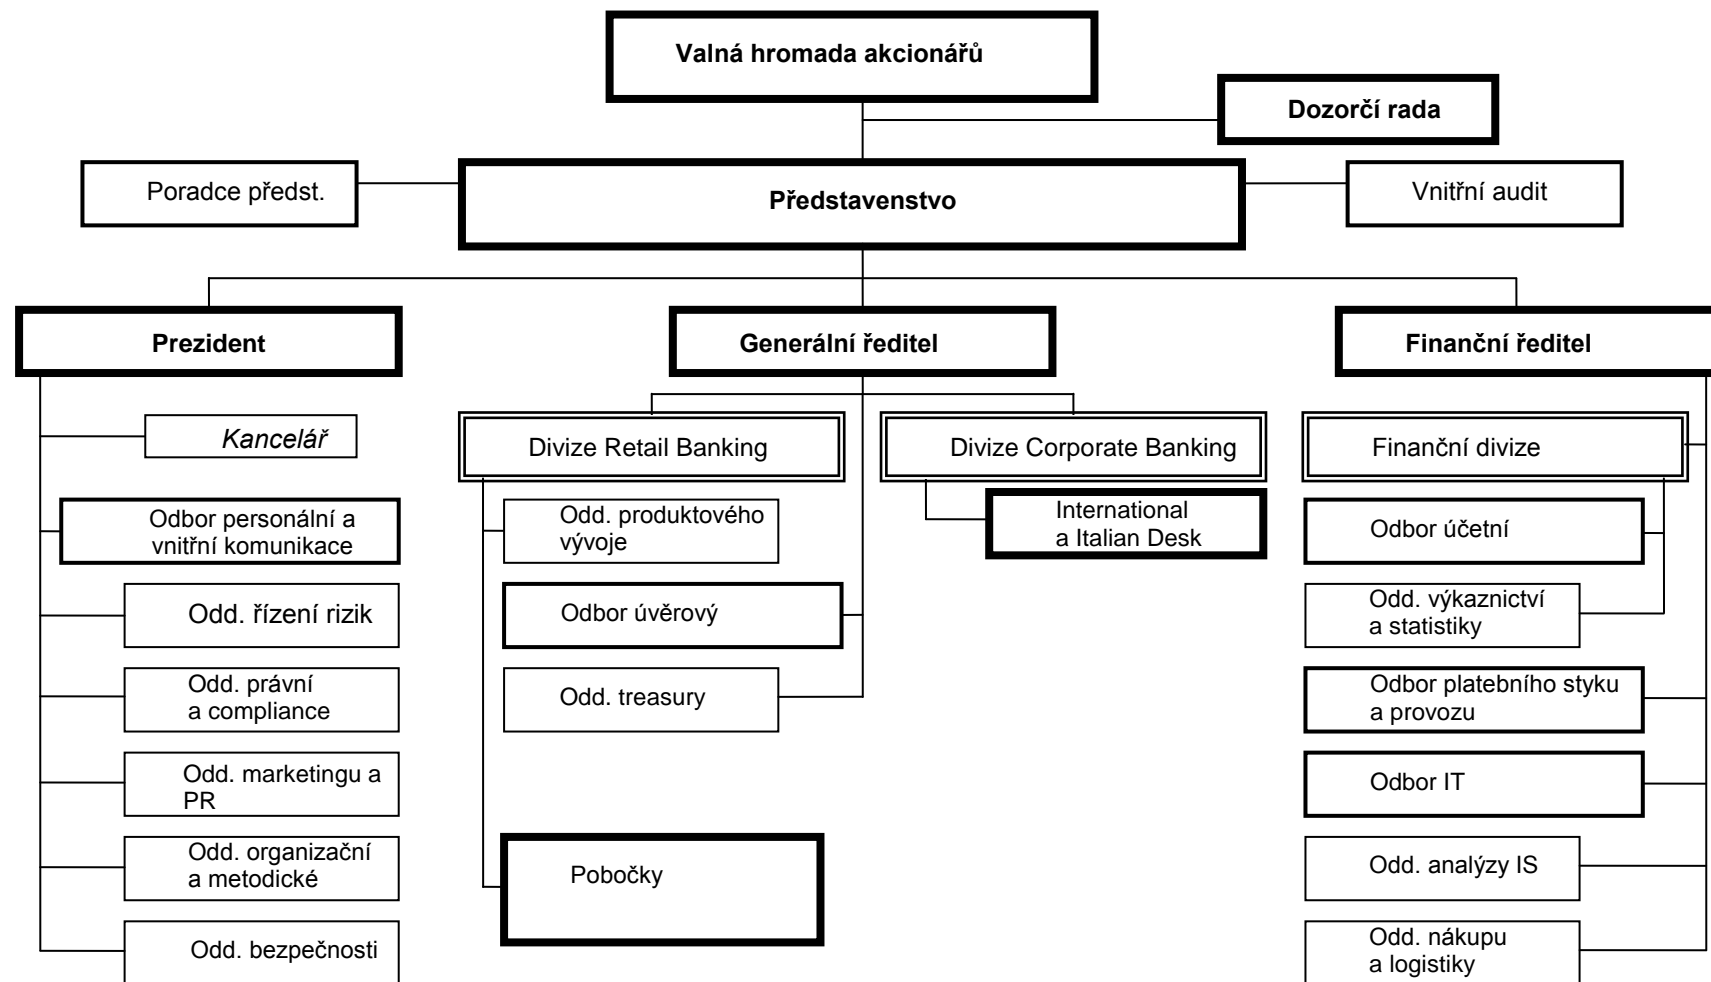 Valná hromada akcionářů
Dozorčí rada
Poradce předst.
Představenstvo
Vnitřní audit
Prezident
Generální ředitel
Finanční ředitel
Kancelář
Odbor personální a
vnitřní komunikace
Odd. řízení rizik
Odd. právní
a compliance
Odd. marketingu a
PR
Odd. organizační
a metodické
Odd. bezpečnosti
Divize Retail Banking
Odd. produktového
vývoje
Odbor úvěrový
Odd. treasury
Pobočky
Divize Corporate Banking
International
a Italian Desk
Finanční divize
Odbor účetní
Odd. výkaznictví
a statistiky
Odbor platebního styku
a provozu
Odbor IT
Odd. analýzy IS
Odd. nákupu
a logistiky